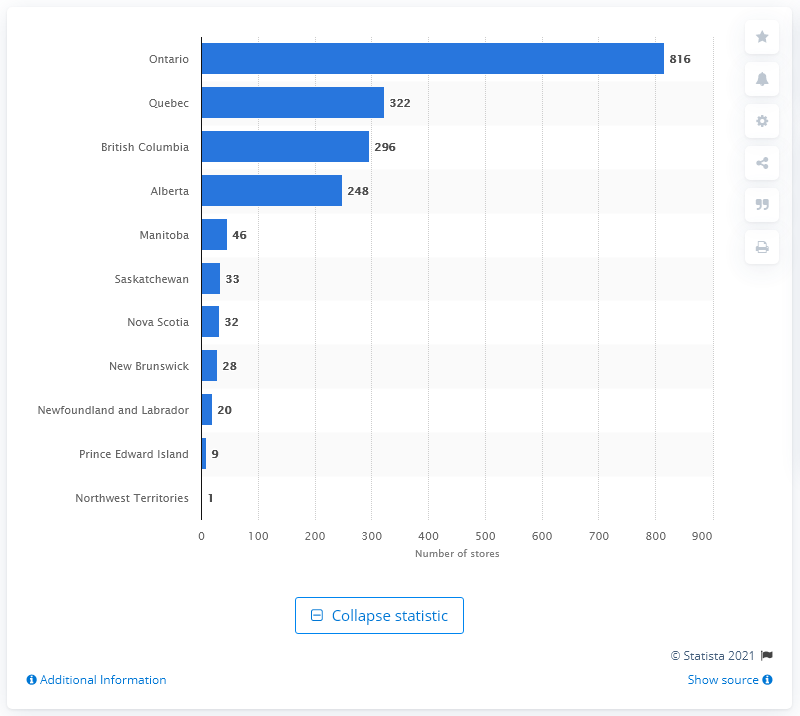 Ontario 816
Quebec 322
British Columbia 296
Alberta 248
Manitoba 46
Saskatchewan 33
Nova Scotia 32
New Brunswick 28
Newfoundland and Labrador 20
Prince Edward Island 9
Northwest Territories 1
0 100 200 300 400 500 600 700 800 900
Number of stores
Collapse statistic
© Statista 2021
Additional Information Show source